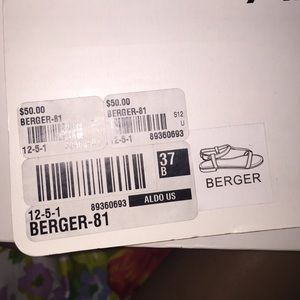 $50.00
BERGER-81
12-5-1
$50.00
BERGER-81
S12
U
12-5-1 89360693
37
B
12-5-1 89360693 ALDO US
BERGER-81
BERGER